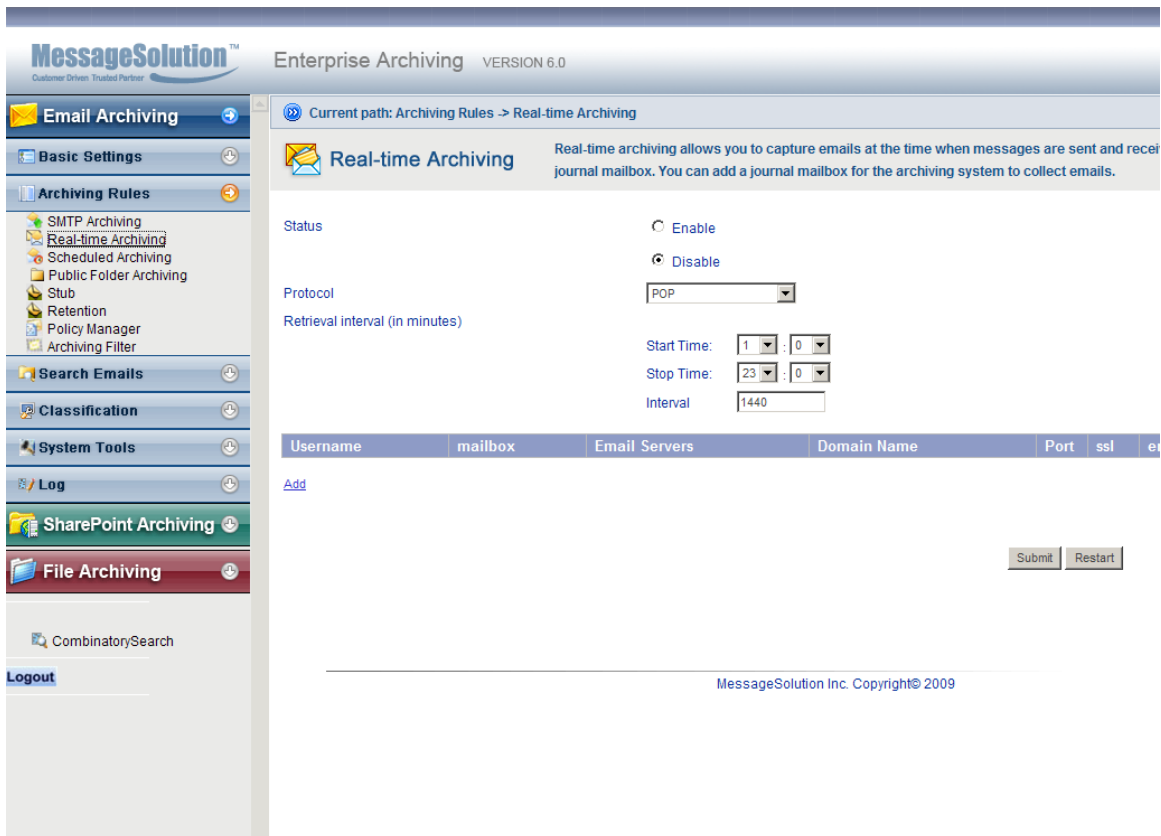 MessageSolution™
Customer Driven Trusted Partner
Enterprise Archiving VERSION 6.0
Email Archiving
Basic Settings
Archiving Rules
SMTP Archiving
Real-time Archiving
Scheduled Archiving
Public Folder Archiving
Stub
Retention
Policy Manager
Archiving Filter
Search Emails
Classification
System Tools
Log
SharePoint Archiving
File Archiving
CombinatorySearch
Logout
Current path: Archiving Rules -> Real-time Archiving
Real-time Archiving
Real-time archiving allows you to capture emails at the time when messages are sent and recei
journal mailbox. You can add a journal mailbox for the archiving system to collect emails.
Status
Enable
Disable
Protocol
POP
Retrieval interval (in minutes)
Start Time: 1 : 0
Stop Time: 23 : 0
Interval 1440
Username mailbox Email Servers Domain Name Port ssl en
Add
Submit Restart
MessageSolution Inc. Copyright© 2009